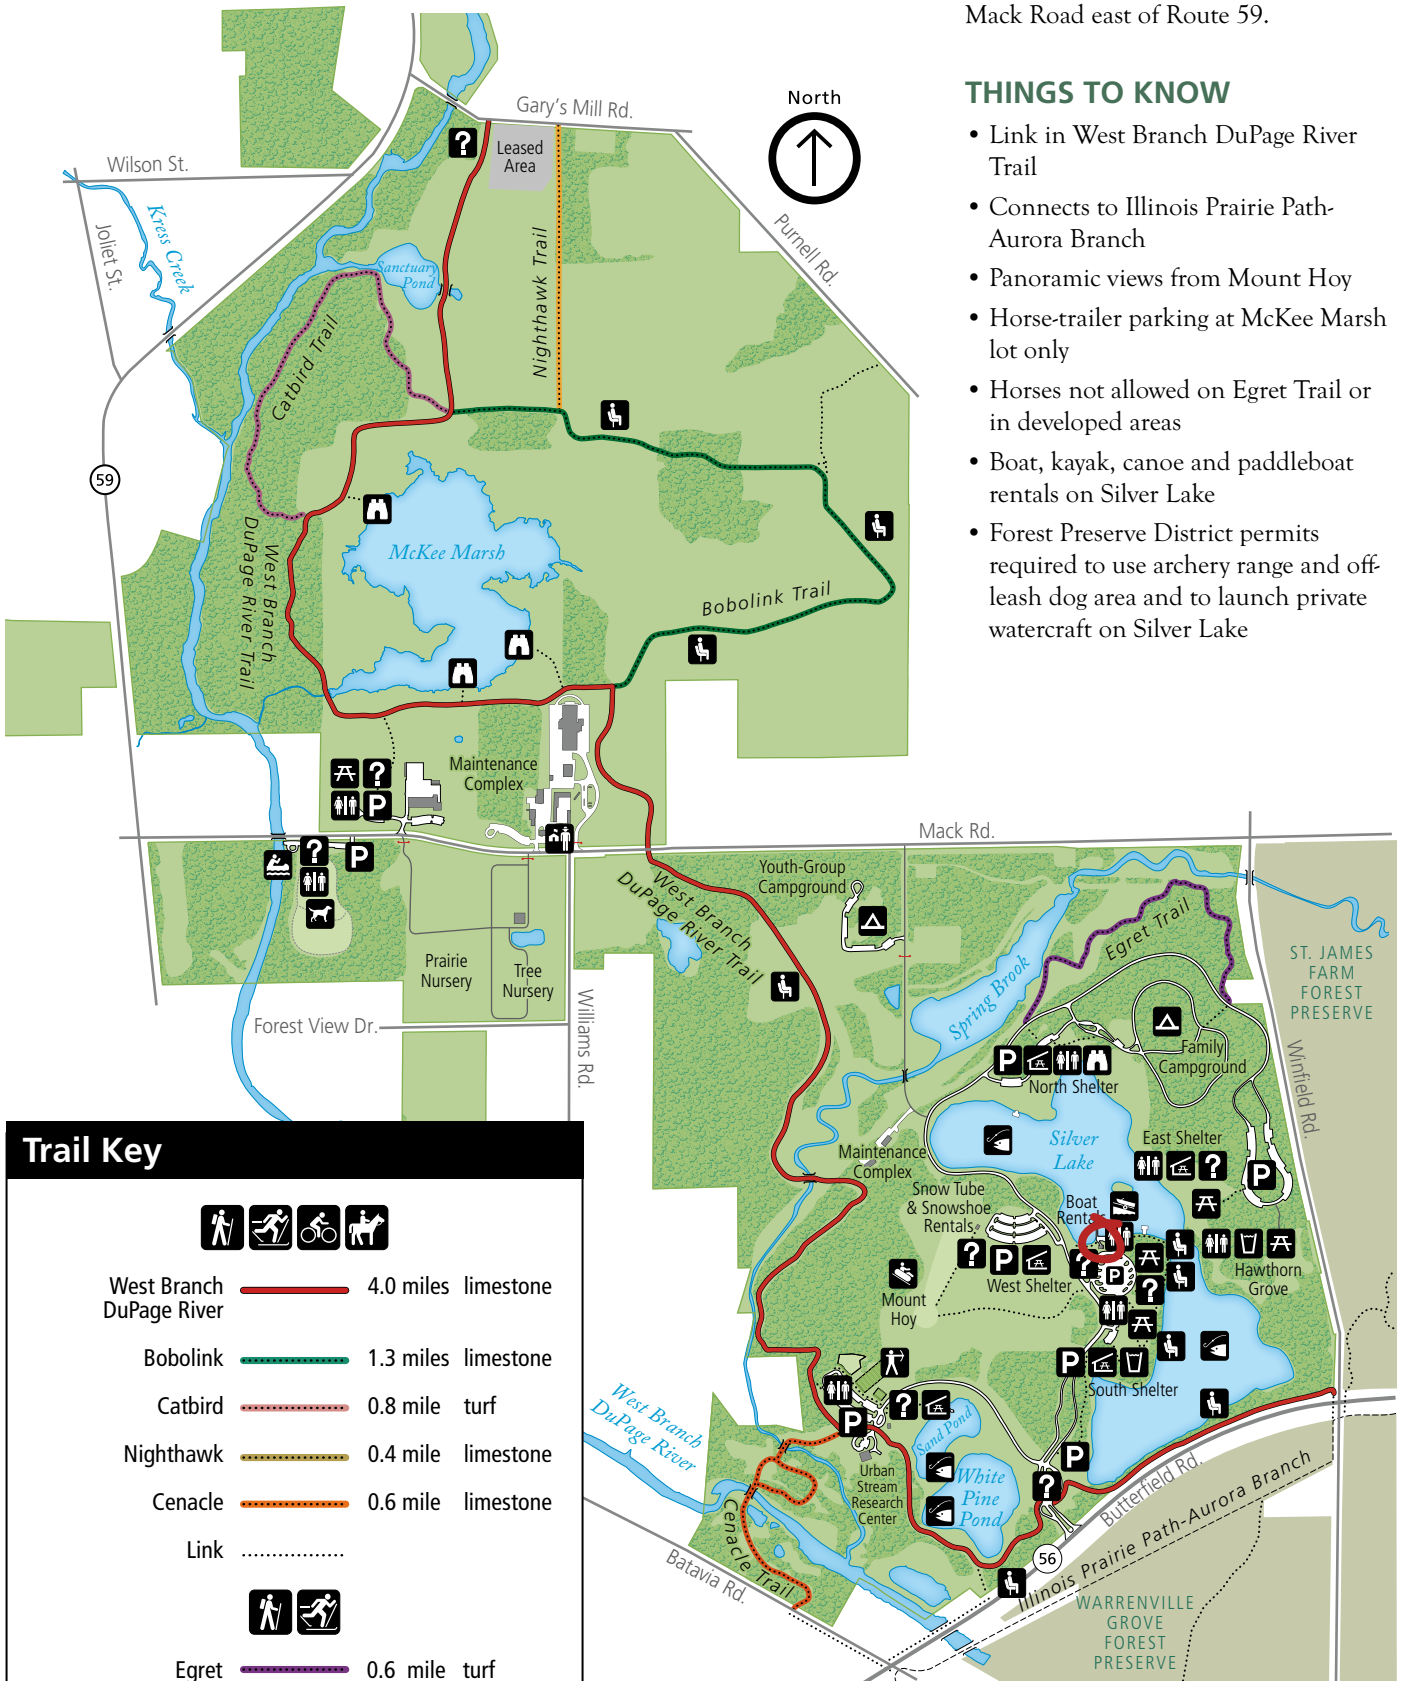 Mack Road east of Route 59.
THINGS TO KNOW
• Link in West Branch DuPage River
Trail
• Connects to Illinois Prairie Path-
Aurora Branch
• Panoramic views from Mount Hoy
• Horse-trailer parking at McKee Marsh
lot only
• Horses not allowed on Egret Trail or
in developed areas
• Boat, kayak, canoe and paddleboat
rentals on Silver Lake
• Forest Preserve District permits
required to use archery range and off-
leash dog area and to launch private
watercraft on Silver Lake
North
Gary's Mill Rd.
?
Leased
Area
Wilson St.
Kress Creek
Joliet St.
Purnell Rd.
Sanctuary
Pond
Nighthawk Trail
Catbird Trail
59
McKee Marsh
West Branch
DuPage River Trail
Bobolink Trail
Maintenance
Complex
?
P
Mack Rd.
?
P
Youth-Group
Campground
West Branch
DuPage River Trail
Egret Trail
Prairie
Nursery
Tree
Nursery
Spring Brook
ST. JAMES
FARM
FOREST
PRESERVE
Williams Rd.
Forest View Dr.
Winfield Rd.
Family
Campground
P
North Shelter
Silver
Lake
East Shelter
?
P
Maintenance
Complex
Snow Tube
& Snowshoe
Rentals
Boat
Rentals
?
P
West Shelter
?
P
?
Hawthorn
Grove
Mount
Hoy
P
South Shelter
?
P
Sand Pond
P
?
White
Pine
Pond
Urban
Stream
Research
Center
West Branch
DuPage River
Cenacle Trail
Batavia Rd.
Butterfield Rd.
56
Illinois Prairie Path-Aurora Branch
WARRENVILLE
GROVE
FOREST
PRESERVE
Trail Key
West Branch
DuPage River 4.0 miles limestone
Bobolink 1.3 miles limestone
Catbird 0.8 mile turf
Nighthawk 0.4 mile limestone
Cenacle 0.6 mile limestone
Link
Egret 0.6 mile turf